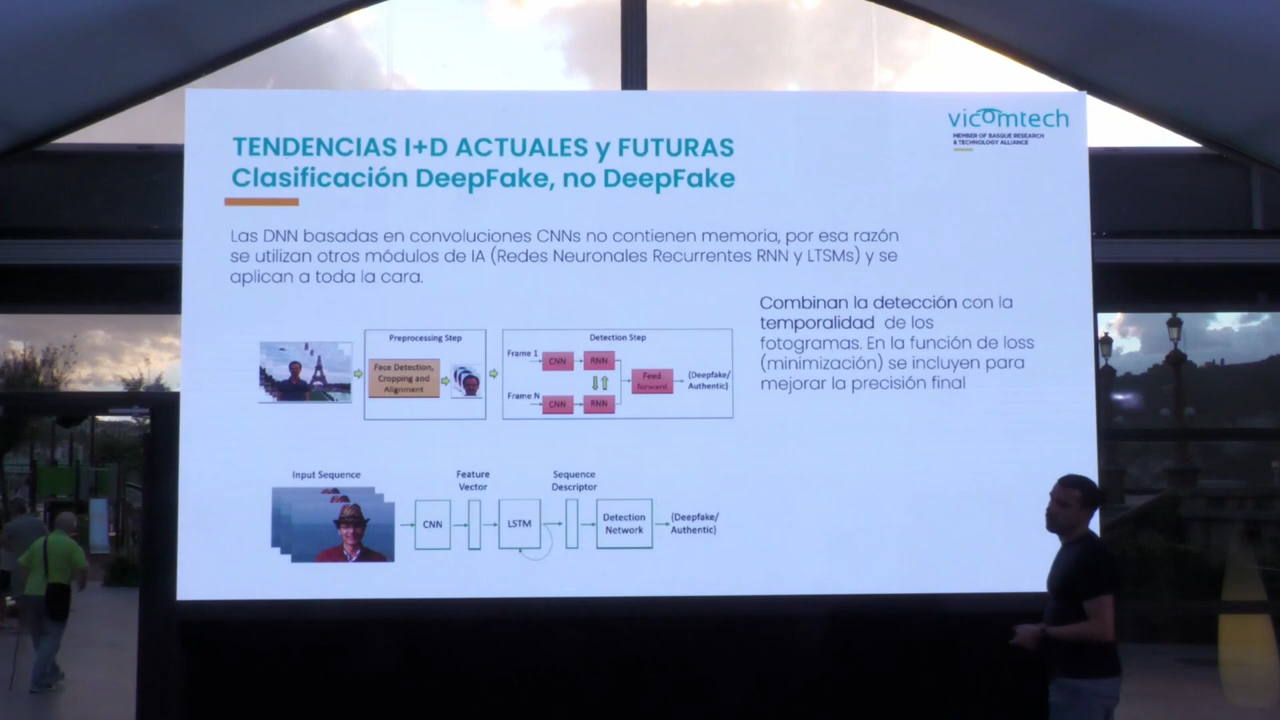 vicomtech
MEMBER OF BASQUE RESEARCH
& TECHNOLOGY ALLIANCE
TENDENCIAS I+D ACTUALES y FUTURAS
Clasificación DeepFake, no DeepFake
Las DNN basadas en convoluciones CNNs no contienen memoria, por esa razón
se utilizan otros módulos de IA (Redes Neuronales Recurrentes RNN y LTSMs) y se
aplican a toda la cara.
Combinan la detección con la
temporalidad de los
fotogramas. En la función de loss
(minimización) se incluyen para
mejorar la precisión final
Preprocessing Step
Face Detection,
Cropping and
Alignment
Detection Step
Frame 1
CNN
RNN
Frame N
CNN
RNN
Feed
forward
{Deepfake/
Authentic}
Input Sequence
CNN
Feature
Vector
LSTM
Sequence
Descriptor
Detection
Network
{Deepfake/
Authentic}